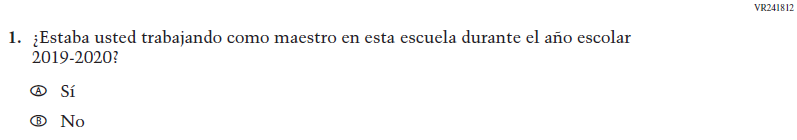 VR241812
1. ¿Estaba usted trabajando como maestro en esta escuela durante el año escolar
2019-2020?
A Sí
B No